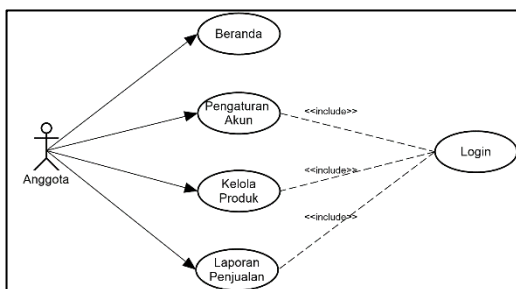 Beranda
Pengaturan
Akun
<<include>>
Login
Anggota
Kelola
Produk
<<include>>
<<include>>
Laporan
Penjualan